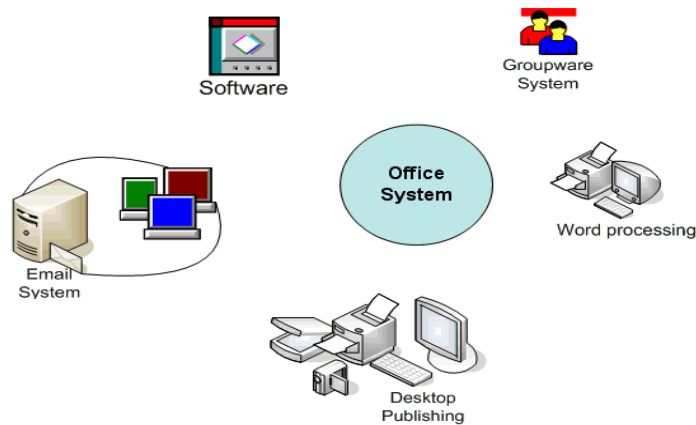 Software
Groupware
System
Office
System
Word processing
Email
System
Desktop
Publishing